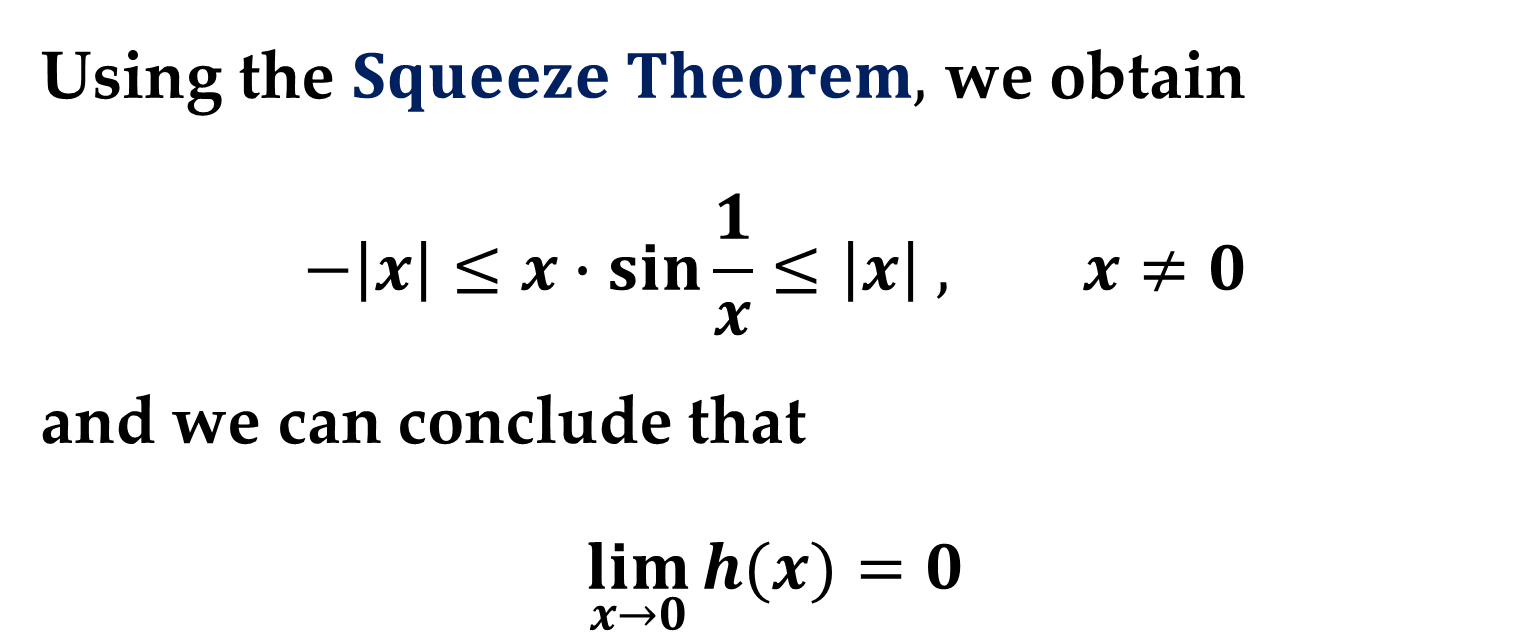 Using the Squeeze Theorem, we obtain
−|x| ≤ x · sin 1/x ≤ |x| , x ≠ 0
and we can conclude that
lim x→0 h(x) = 0